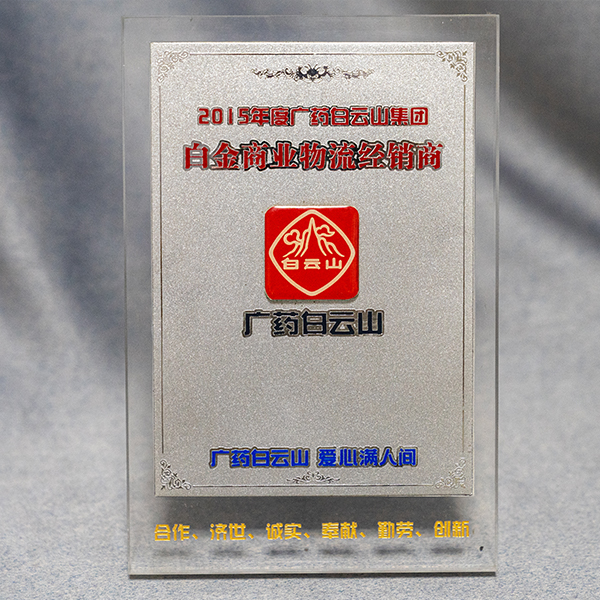 2015年度广药白云山集团
白金商业物流经销商
白云山
广药白云山
广药白云山 爱心满人间
合作、济世、诚实、奉献、勤劳、创新